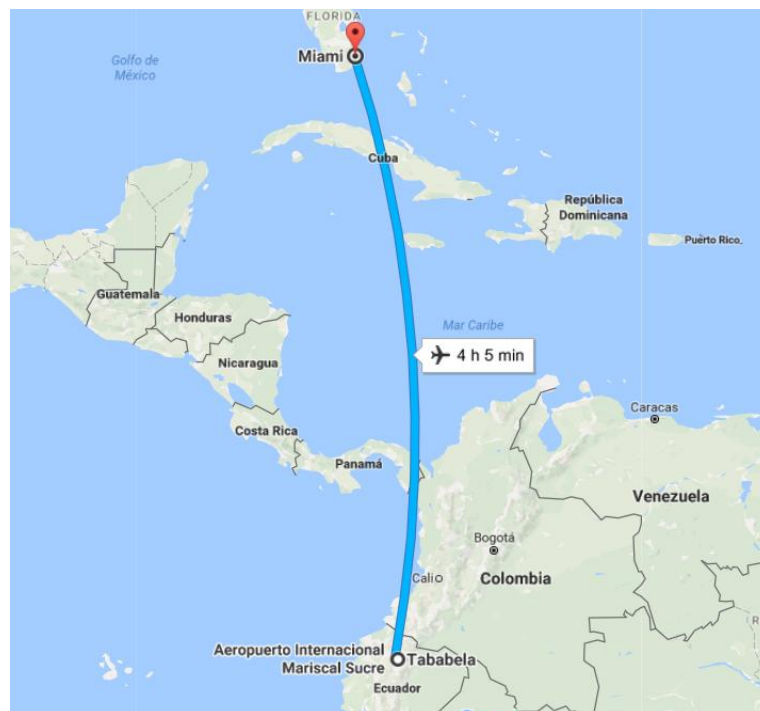 FLORIDA
Miami
Golfo de
México
Cuba
República
Dominicana
Puerto Rico
Guatemala
Honduras
Mar Caribe
4 h 5 min
Nicaragua
Costa Rica
Caracas
Panamá
Venezuela
Bogotá
Cali
Colombia
Aeropuerto Internacional
Mariscal Sucre
Tababela
Ecuador